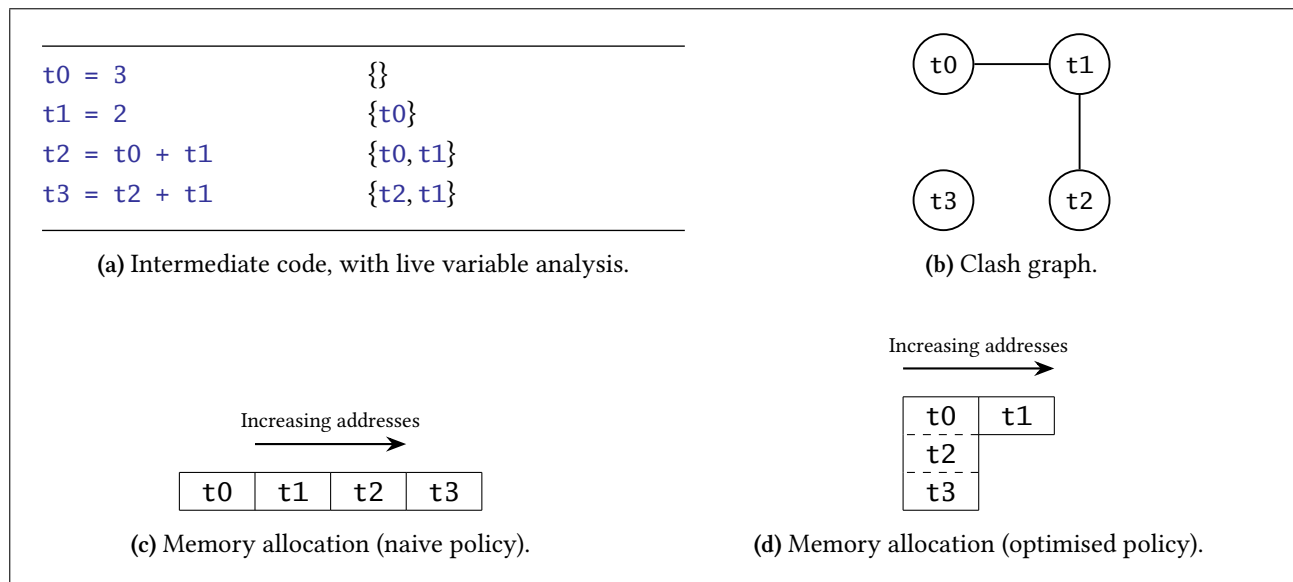 t0 = 3 {}
t1 = 2 {t0}
t2 = t0 + t1 {t0, t1}
t3 = t2 + t1 {t2, t1}
(a) Intermediate code, with live variable analysis.
t0 t1
t3 t2
(b) Clash graph.
Increasing addresses
t0 t1 t2 t3
(c) Memory allocation (naive policy).
Increasing addresses
t0 t1
t2
t3
(d) Memory allocation (optimised policy).